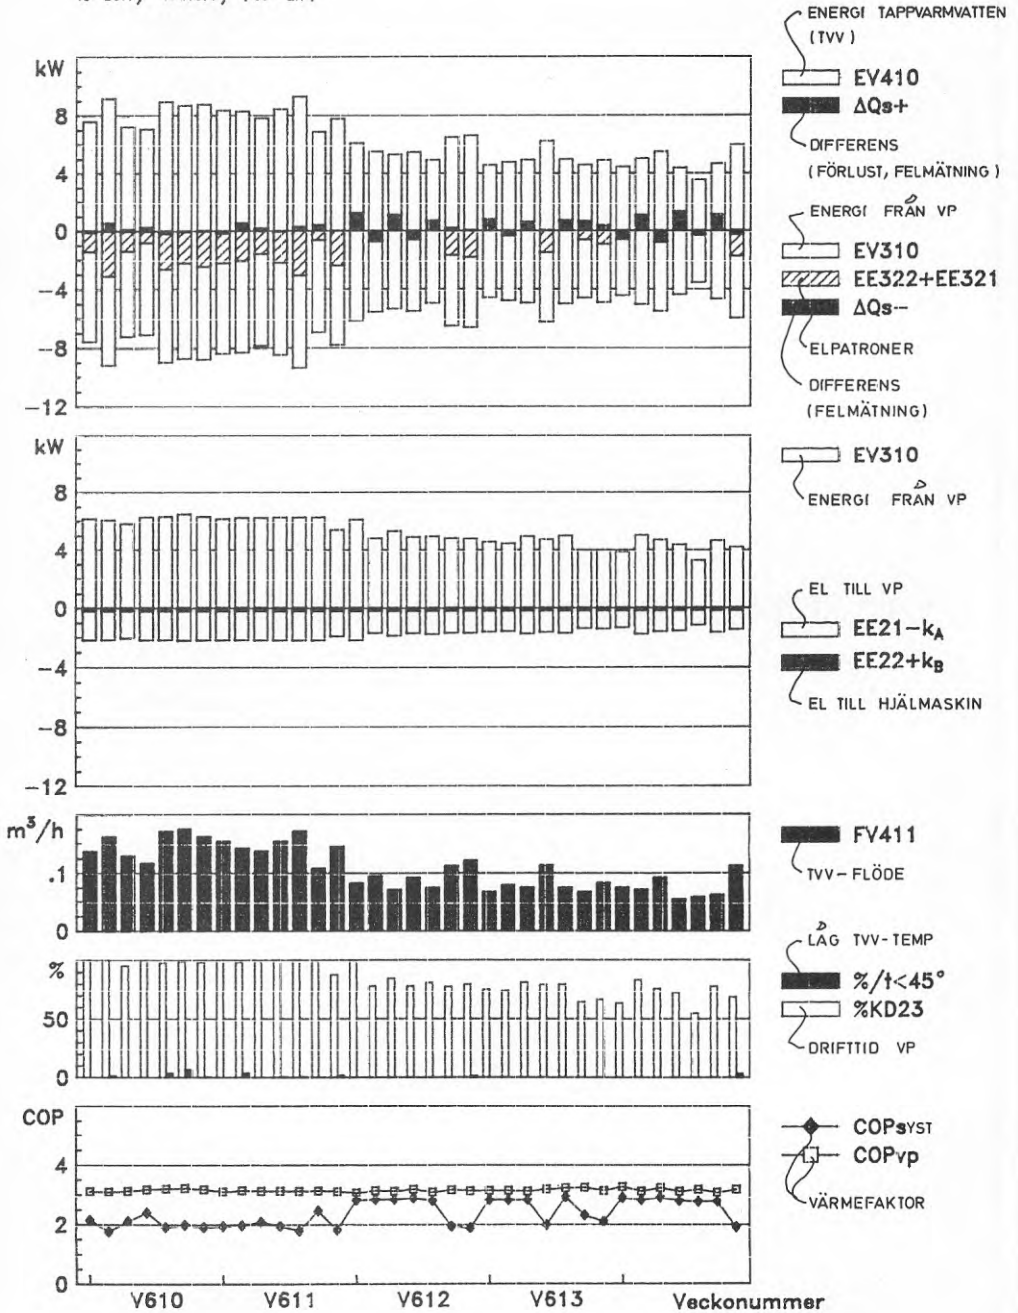 ENERGI TAPPVARMVATTEN
(TVV)
kW
8
4
0
-4
-8
-12
EV410
ΔQs+
DIFFERENS
(FÖRLUST, FELMÄTNING)
ENERGI FRÅN VP
EV310
EE322+EE321
ΔQs-
ELPATRONER
DIFFERENS
(FELMÄTNING)
kW
8
4
0
-4
-8
-12
EV310
ENERGI FRÅN VP
EL TILL VP
EE21-kA
EE22+kB
EL TILL HJÄLMASKIN
m³/h
.1
0
FV411
TVV-FLÖDE
%
50
0
LÅG TVV-TEMP
%/t<45°
%KD23
DRIFTTID VP
COP
4
2
0
COPSYST
COPVP
VÄRMEFAKTOR
V610 V611 V612 V613 Veckonummer